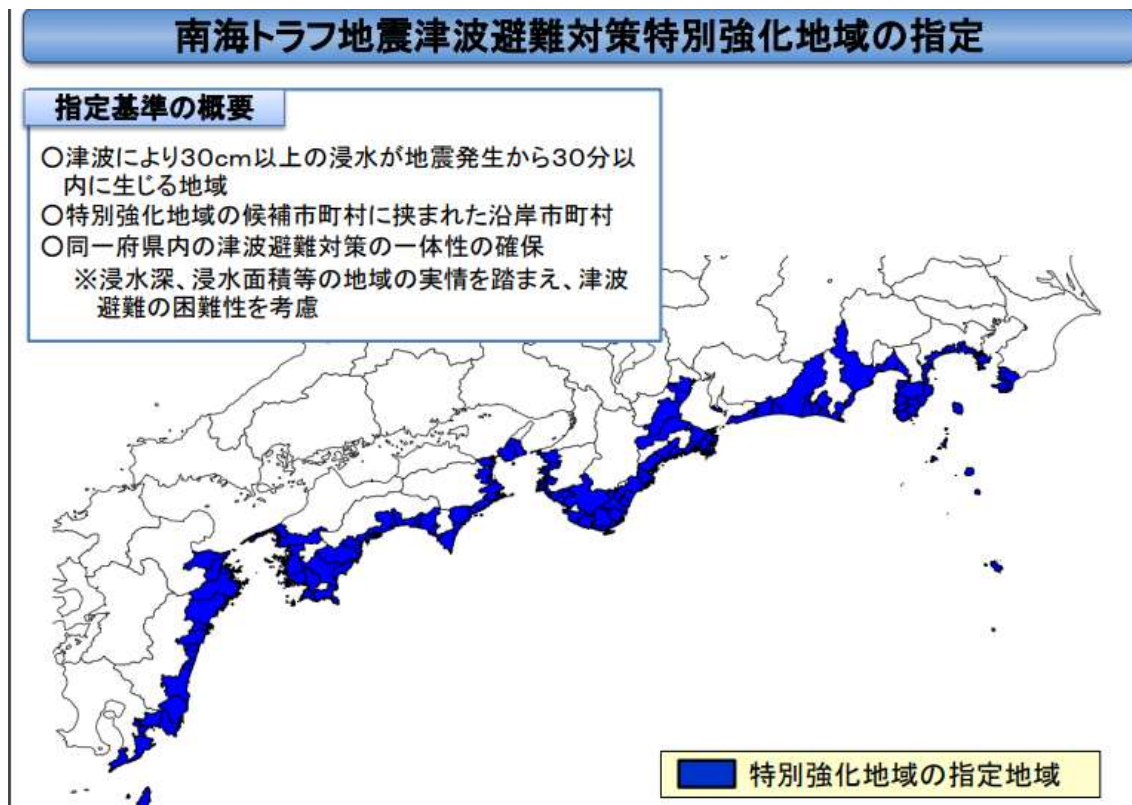 南海トラフ地震津波避難対策特別強化地域の指定
指定基準の概要
○津波により30cm以上の浸水が地震発生から30分以
内に生じる地域
○特別強化地域の候補市町村に挟まれた沿岸市町村
○同一府県内の津波避難対策の一体性の確保
※浸水深、浸水面積等の地域の実情を踏まえ、津波
避難の困難性を考慮
特別強化地域の指定地域